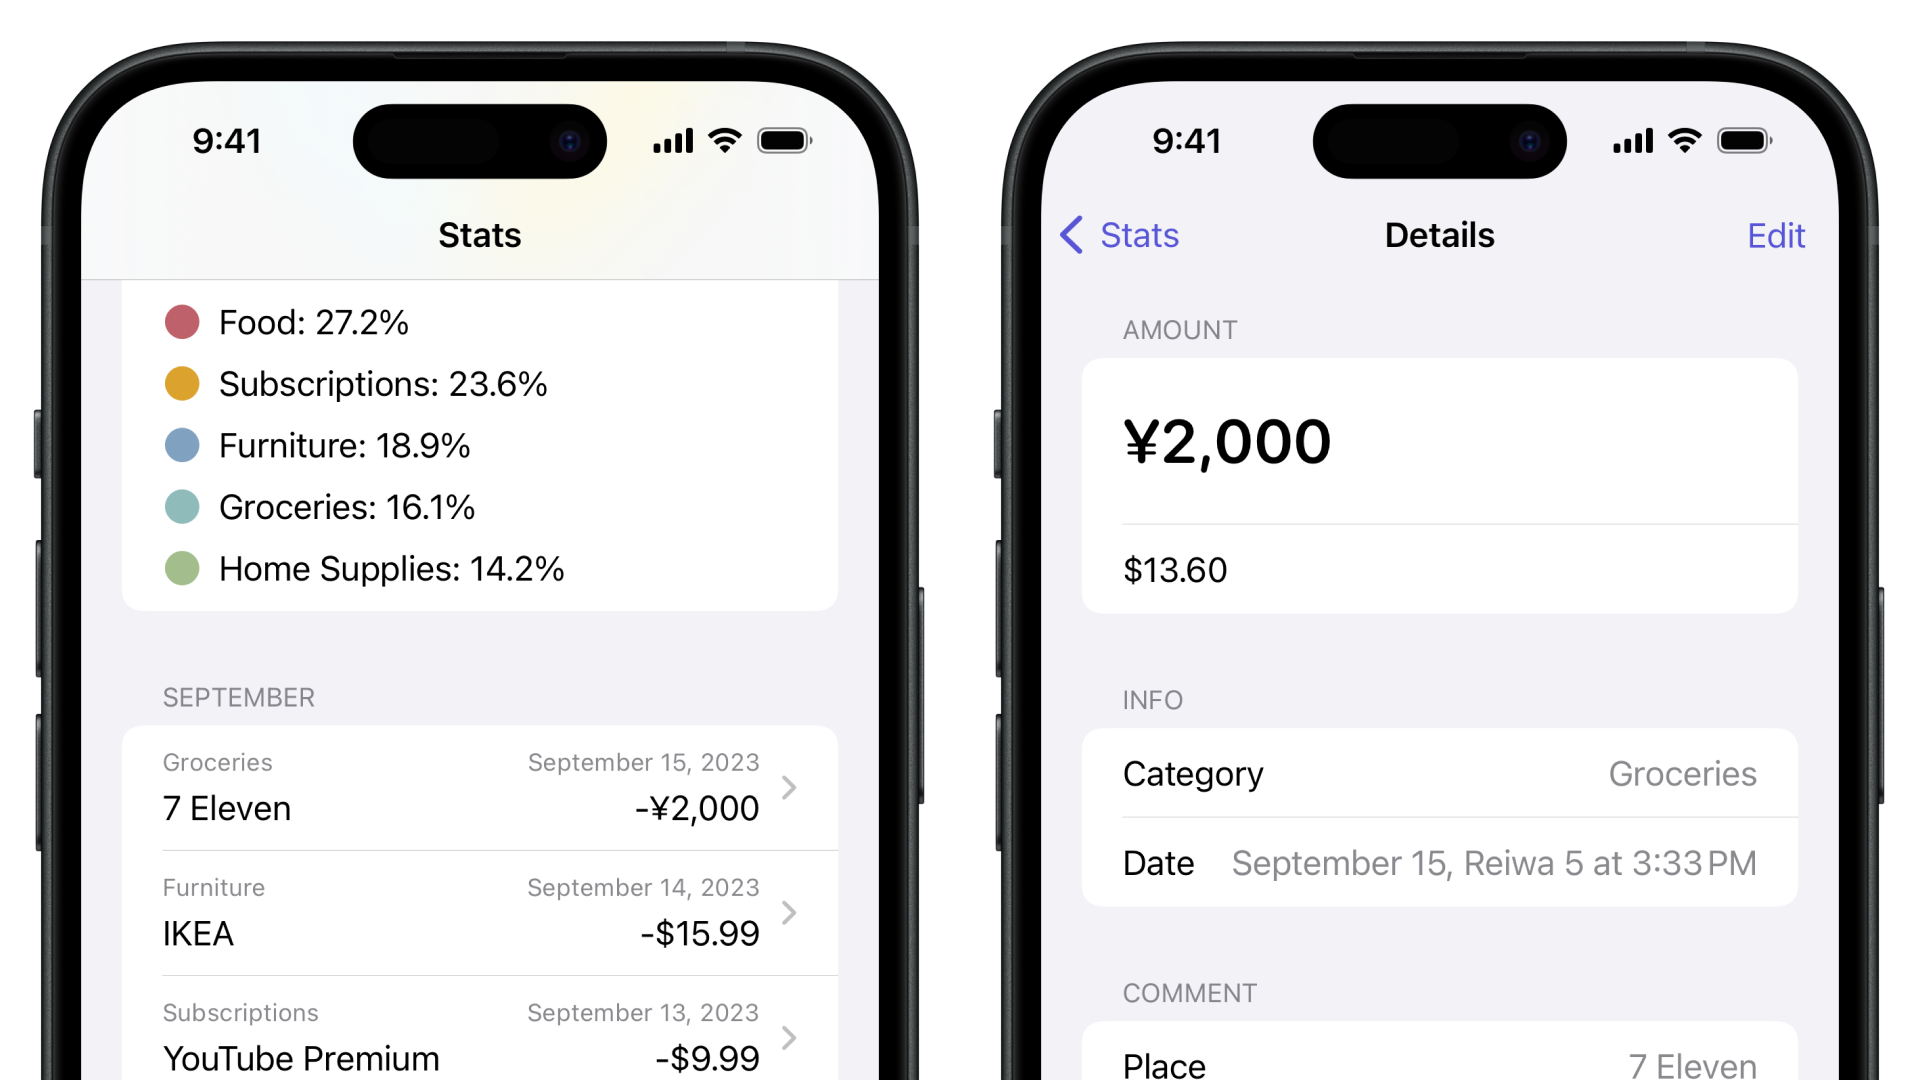 9:41
Stats
Food: 27.2%
Subscriptions: 23.6%
Furniture: 18.9%
Groceries: 16.1%
Home Supplies: 14.2%
SEPTEMBER
Groceries September 15, 2023
7 Eleven -¥2,000
Furniture September 14, 2023
IKEA -$15.99
Subscriptions September 13, 2023
YouTube Premium -$9.99
9:41
Stats Details Edit
AMOUNT
¥2,000
$13.60
INFO
Category Groceries
Date September 15, Reiwa 5 at 3:33 PM
COMMENT
Place 7 Eleven